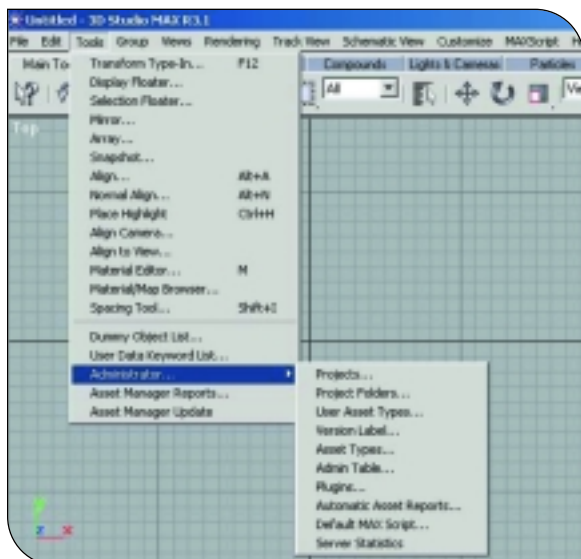 Untitled - 3D Studio MAX R3.1
File Edit Tools Group Views Rendering Track View Schematic View Customize MAXScript H
Main To Compounds Lights & Cameras Particles
All
Vie
Top
Transform Type-In... F12
Display Floater...
Selection Floater...
Mirror...
Array...
Snapshot...
Align... Alt+A
Normal Align... Alt+N
Place Highlight Ctrl+H
Align Camera...
Align to View...
Material Editor... M
Material/Map Browser...
Spacing Tool... Shift+I
Dummy Object List...
User Data Keyword List...
Administrator...
Asset Manager Reports...
Asset Manager Update
Projects...
Project Folders...
User Asset Types...
Version Label...
Asset Types...
Admin Table...
Plugins...
Automatic Asset Reports...
Default MAX Script...
Server Statistics
y
z x